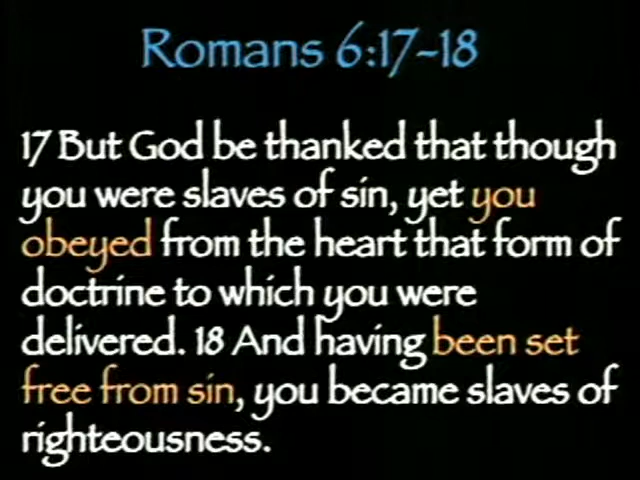 Romans 6:17-18
17 But God be thanked that though
you were slaves of sin, yet you
obeyed from the heart that form of
doctrine to which you were
delivered. 18 And having been set
free from sin, you became slaves of
righteousness.